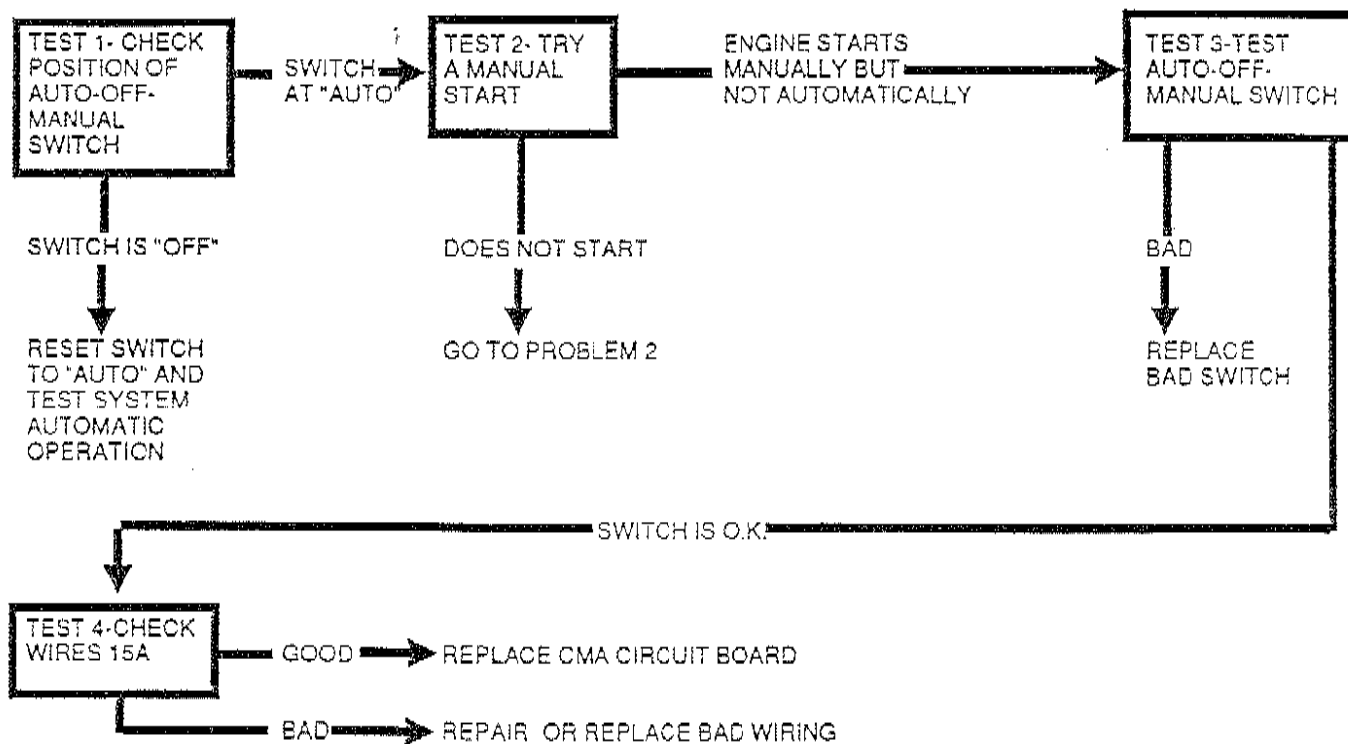 TEST 1- CHECK
POSITION OF
AUTO-OFF-
MANUAL
SWITCH
SWITCH
AT "AUTO"
TEST 2- TRY
A MANUAL
START
ENGINE STARTS
MANUALLY BUT
NOT AUTOMATICALLY
TEST 3-TEST
AUTO-OFF-
MANUAL SWITCH
SWITCH IS "OFF"
DOES NOT START
BAD
RESET SWITCH
TO "AUTO" AND
TEST SYSTEM
AUTOMATIC
OPERATION
GO TO PROBLEM 2
REPLACE
BAD SWITCH
SWITCH IS O.K.
TEST 4-CHECK
WIRES 15A
GOOD
REPLACE CMA CIRCUIT BOARD
BAD
REPAIR OR REPLACE BAD WIRING